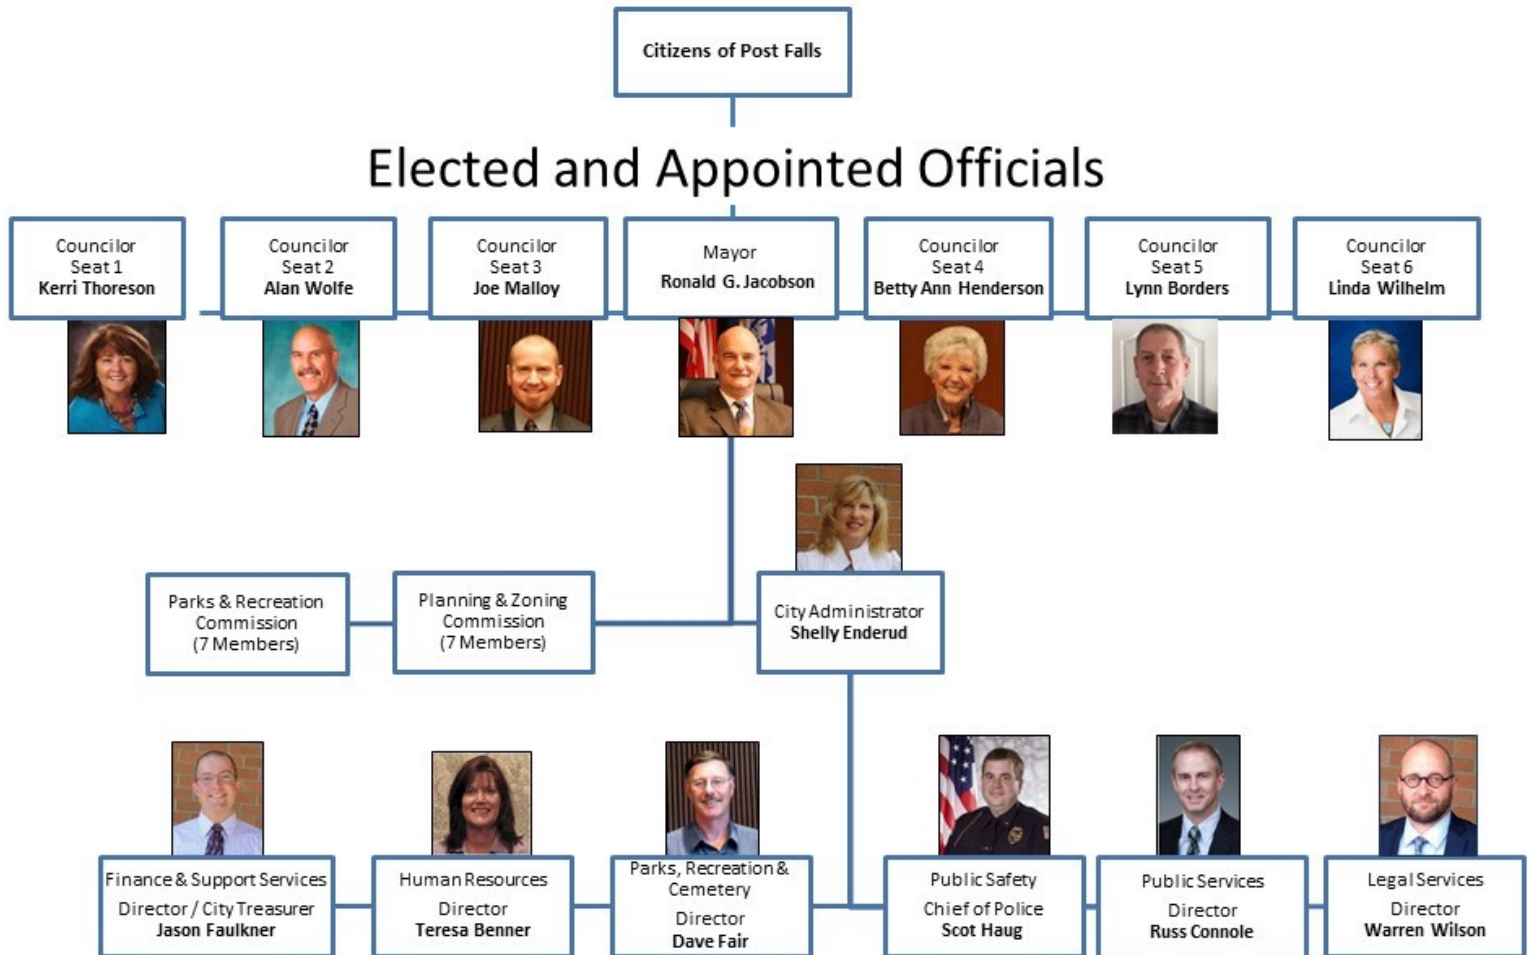 Citizens of Post Falls
Elected and Appointed Officials
Councilor
Seat 1
Kerri Thoreson
Councilor
Seat 2
Alan Wolfe
Councilor
Seat 3
Joe Malloy
Mayor
Ronald G. Jacobson
Councilor
Seat 4
Betty Ann Henderson
Councilor
Seat 5
Lynn Borders
Councilor
Seat 6
Linda Wilhelm
Parks & Recreation
Commission
(7 Members)
Planning & Zoning
Commission
(7 Members)
City Administrator
Shelly Enderud
Finance & Support Services
Director / City Treasurer
Jason Faulkner
Human Resources
Director
Teresa Benner
Parks, Recreation &
Cemetery
Director
Dave Fair
Public Safety
Chief of Police
Scot Haug
Public Services
Director
Russ Connole
Legal Services
Director
Warren Wilson